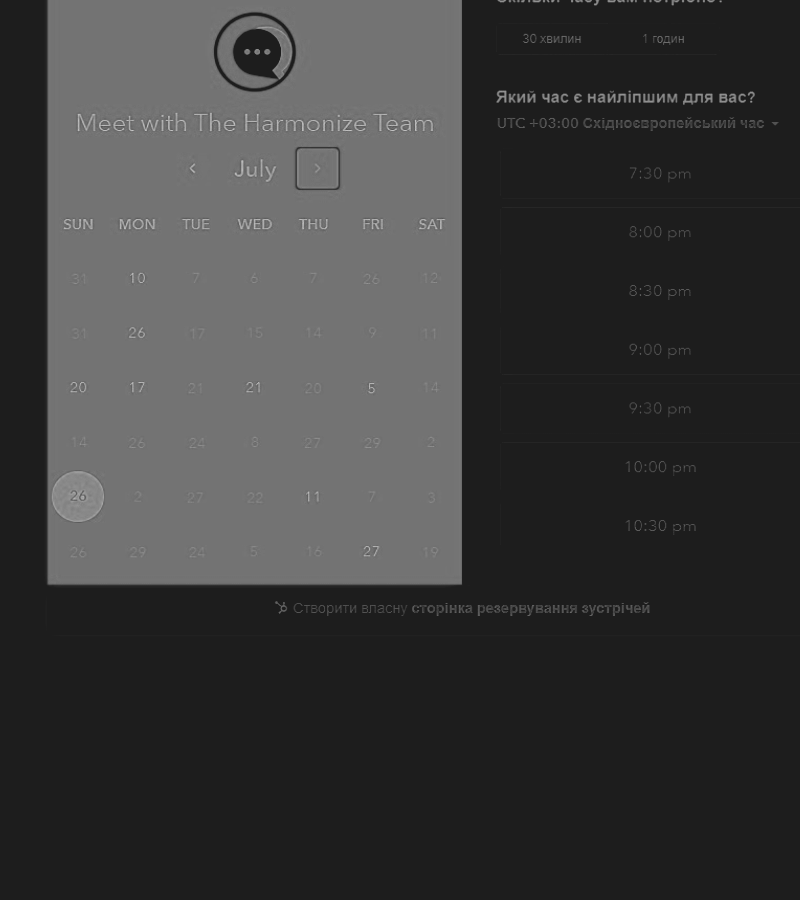 Скільки часу вам потрібно?
30 хвилин 1 годин
Meet with The Harmonize Team
July
SUN MON TUE WED THU FRI SAT
31 10 7 6 7 26 12
31 26 17 15 14 9 11
20 17 21 21 20 5 14
14 26 24 8 27 29 2
26 2 27 22 11 7 3
26 29 24 5 16 27 19
Який час є найліпшим для вас?
UTC +03:00 Східноєвропейський час
7:30 pm
8:00 pm
8:30 pm
9:00 pm
9:30 pm
10:00 pm
10:30 pm
Створити власну сторінка резервування зустрічей